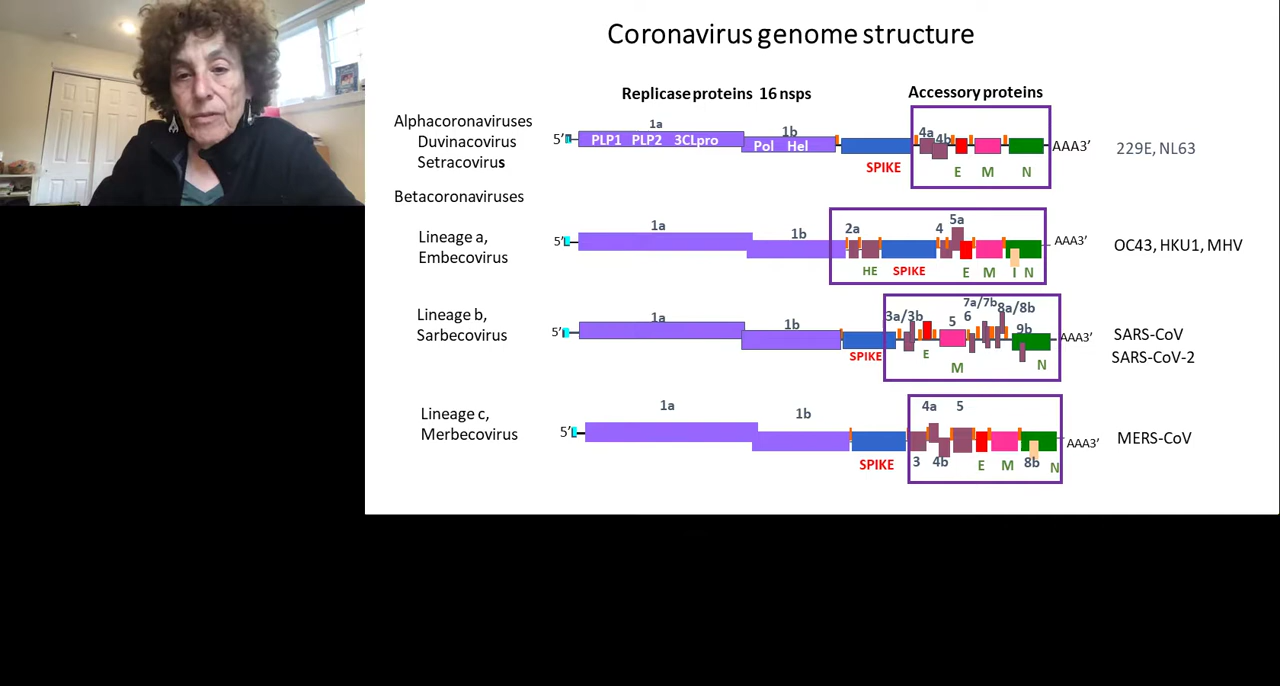 Coronavirus genome structure
Replicase proteins 16 nsps
Accessory proteins
Alphacoronaviruses
Duvinacovirus
Setracovirus
5’L
1a
PLP1 PLP2 3CLpro
1b
Pol Hel
SPIKE
4a
4b
E M N
AAA3’
229E, NL63
Betacoronaviruses
Lineage a,
Embecovirus
5’L
1a
1b
2a
HE
SPIKE
4
5a
E M I N
AAA3’
OC43, HKU1, MHV
Lineage b,
Sarbecovirus
5’L
1a
1b
SPIKE
3a/3b
E
5
M
6
7a/7b
8a/8b
9b
N
AAA3’
SARS-CoV
SARS-CoV-2
Lineage c,
Merbecovirus
5’L
1a
1b
SPIKE
3
4a
4b
5
E M
8b
N
AAA3’
MERS-CoV